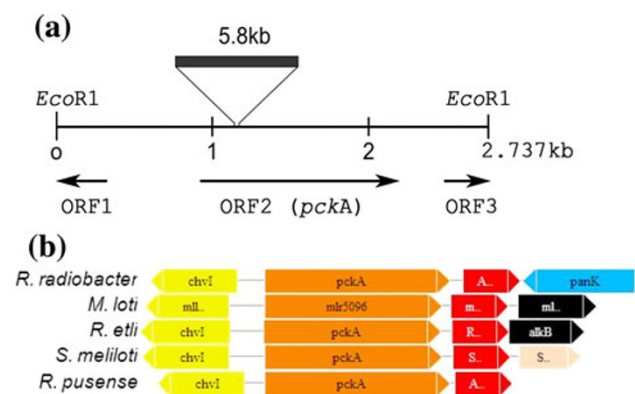 (a)
5.8kb
EcoR1 EcoR1
o 1 2 2.737kb
ORF1 ORF2 (pckA) ORF3
(b)
R. radiobacter chvI pckA A.. panK
M. loti mll.. mlr5096 m.. ml..
R. etli chvI pckA R.. alkB
S. meliloti chvI pckA S.. S..
R. pusense chvI pckA A..